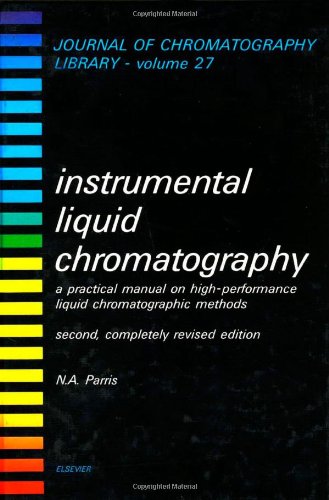 JOURNAL OF CHROMATOGRAPHY
LIBRARY - volume 27
instrumental
liquid
chromatography
a practical manual on high-performance
liquid chromatographic methods
second, completely revised edition
N.A. Parris
ELSEVIER